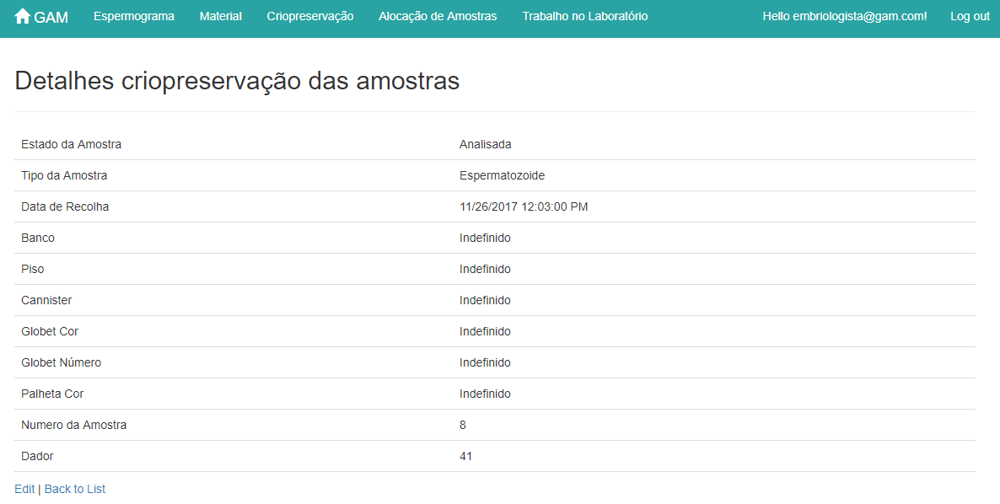 GAM Espermograma Material Criopreservação Alocação de Amostras Trabalho no Laboratório Hello embriologista@gam.com! Log out
Detalhes criopreservação das amostras
Estado da Amostra Analisada
Tipo da Amostra Espermatozoide
Data de Recolha 11/26/2017 12:03:00 PM
Banco Indefinido
Piso Indefinido
Cannister Indefinido
Globet Cor Indefinido
Globet Número Indefinido
Palheta Cor Indefinido
Numero da Amostra 8
Dador 41
Edit | Back to List